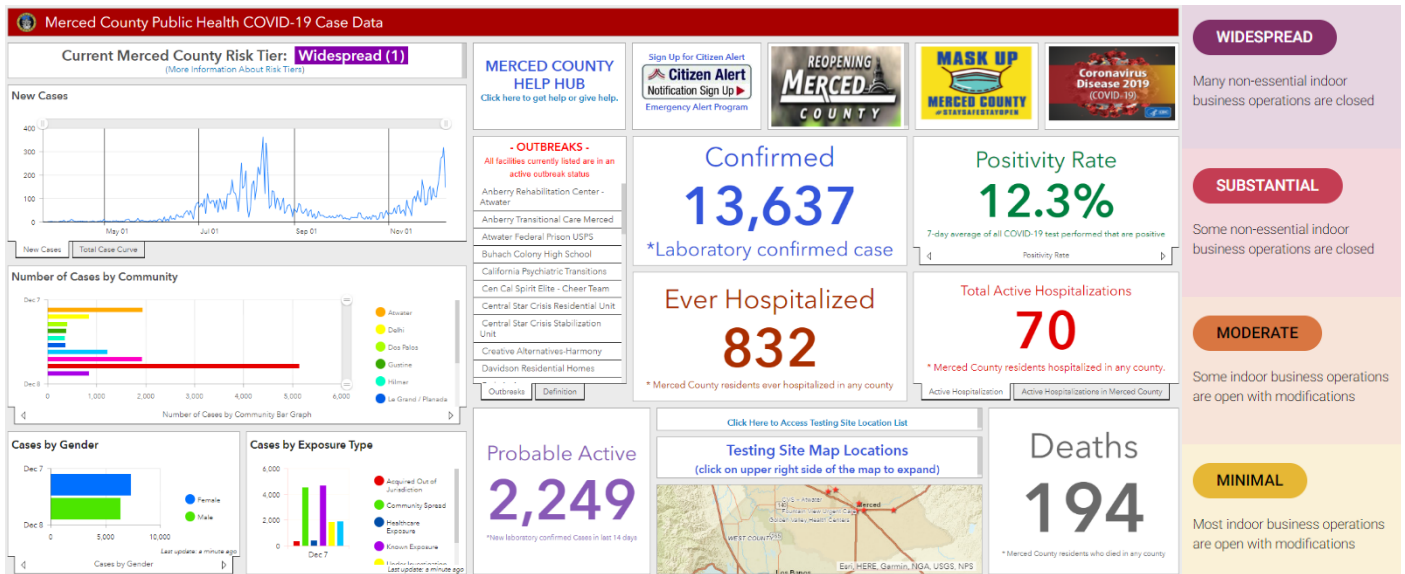 Merced County Public Health COVID-19 Case Data
Current Merced County Risk Tier: Widespread (1)
(More Information About Risk Tiers)
New Cases
400
300
200
100
0
May 01
Jul 01
Sep 01
Nov 01
New Cases
Total Case Curve
Number of Cases by Community
Dec 7
Dec 8
0
1,000
2,000
3,000
4,000
5,000
6,000
Atwater
Delhi
Dos Palos
Gustine
Hilmar
Le Grand / Planada
Number of Cases by Community Bar Graph
Cases by Gender
Dec 7
Dec 8
0
5,000
10,000
Female
Male
Last update: a minute ago
Cases by Gender
Cases by Exposure Type
6,000
4,000
2,000
0
Dec 7
Acquired Out of
Jurisdiction
Community Spread
Healthcare
Exposure
Known Exposure
Under Investigation
Last update: a minute ago
MERCED COUNTY
HELP HUB
Click here to get help or give help.
Sign Up for Citizen Alert
Citizen Alert
Notification Sign Up
Emergency Alert Program
REOPENING
MERCED
COUNTY
MASK UP
MERCED COUNTY
#STAYSAFESTAYOPEN
Coronavirus
Disease 2019
(COVID-19)
- OUTBREAKS -
All facilities currently listed are in an
active outbreak status
Anberry Rehabilitation Center -
Atwater
Anberry Transitional Care Merced
Atwater Federal Prison USPS
Buhach Colony High School
California Psychiatric Transitions
Cen Cal Spirit Elite - Cheer Team
Central Star Crisis Residential Unit
Central Star Crisis Stabilization
Unit
Creative Alternatives-Harmony
Davidson Residential Homes
Outbreaks
Definition
Confirmed
13,637
*Laboratory confirmed case
Positivity Rate
12.3%
7-day average of all COVID-19 test performed that are positive
Positivity Rate
Ever Hospitalized
832
* Merced County residents ever hospitalized in any county
Total Active Hospitalizations
70
* Merced County residents hospitalized in any county.
Active Hospitalization
Active Hospitalizations in Merced County
Probable Active
2,249
*New laboratory confirmed Cases in last 14 days
Click Here to Access Testing Site Location List
Testing Site Map Locations
(click on upper right side of the map to expand)
CVS - Atwater
Merced
Fountain View Urgent Care
Golden Valley Health Centers
WEST COUNTY
Los Banos
Esri, HERE, Garmin, NGA, USGS, NPS
Deaths
194
* Merced County residents who died in any county
WIDESPREAD
Many non-essential indoor
business operations are closed
SUBSTANTIAL
Some non-essential indoor
business operations are closed
MODERATE
Some indoor business operations
are open with modifications
MINIMAL
Most indoor business operations
are open with modifications